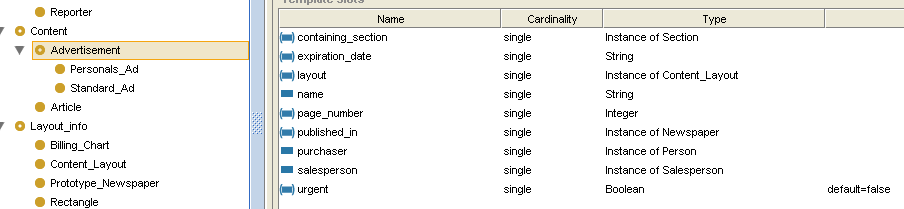 Reporter
Content
Advertisement
Personals_Ad
Standard_Ad
Article
Layout_info
Billing_Chart
Content_Layout
Prototype_Newspaper
Rectangle
Template Slots
Name Cardinality Type
containing_section single Instance of Section
expiration_date single String
layout single Instance of Content_Layout
name single String
page_number single Integer
published_in single Instance of Newspaper
purchaser single Instance of Person
salesperson single Instance of Salesperson
urgent single Boolean default=false